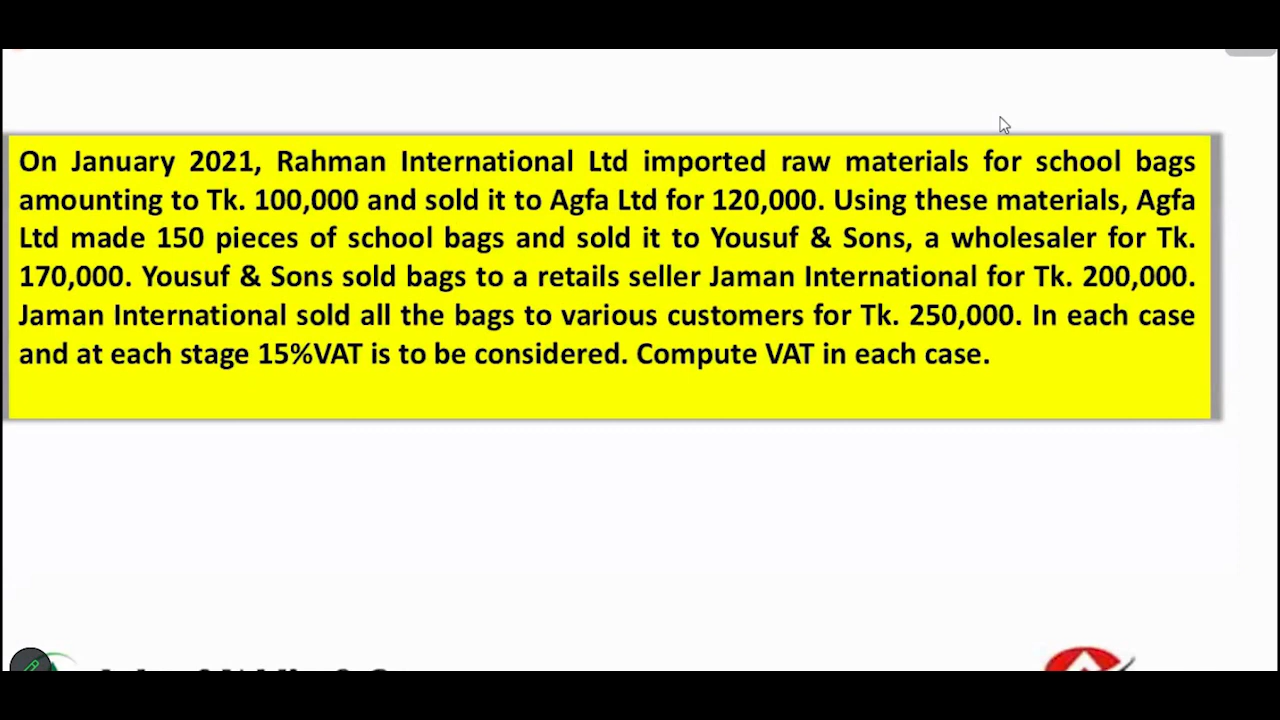 On January 2021, Rahman International Ltd imported raw materials for school bags
amounting to Tk. 100,000 and sold it to Agfa Ltd for 120,000. Using these materials, Agfa
Ltd made 150 pieces of school bags and sold it to Yousuf & Sons, a wholesaler for Tk.
170,000. Yousuf & Sons sold bags to a retails seller Jaman International for Tk. 200,000.
Jaman International sold all the bags to various customers for Tk. 250,000. In each case
and at each stage 15%VAT is to be considered. Compute VAT in each case.